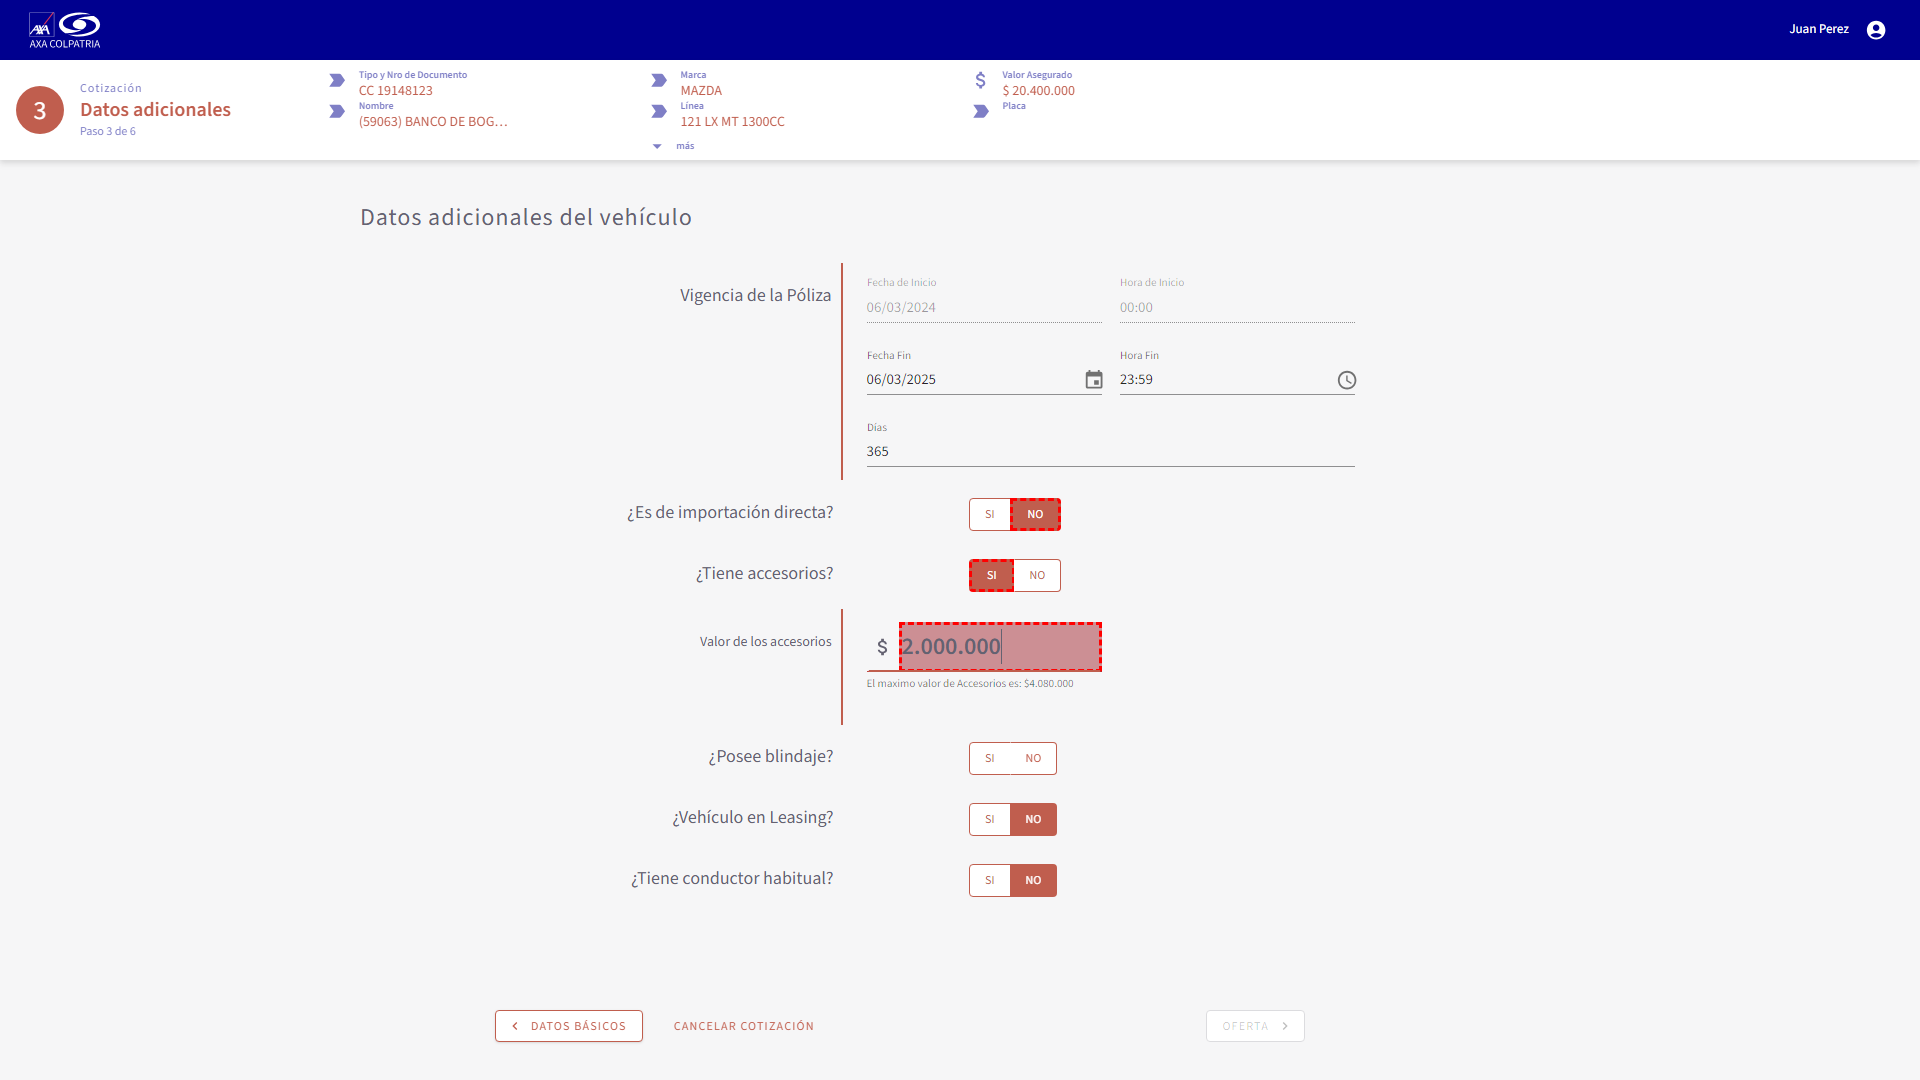 AXA
AXA COLPATRIA
Juan Perez
3
Cotización
Datos adicionales
Paso 3 de 6
Tipo y Nro de Documento
CC 19148123
Nombre
(59063) BANCO DE BOG...
Marca
MAZDA
Línea
121 LX MT 1300CC
más
$
Valor Asegurado
$ 20.400.000
Placa
Datos adicionales del vehículo
Vigencia de la Póliza
Fecha de Inicio
06/03/2024
Hora de Inicio
00:00
Fecha Fin
06/03/2025
Hora Fin
23:59
Días
365
¿Es de importación directa?
SI NO
¿Tiene accesorios?
SI NO
Valor de los accesorios
$ 2.000.000
El maximo valor de Accesorios es: $4.080.000
¿Posee blindaje?
SI NO
¿Vehículo en Leasing?
SI NO
¿Tiene conductor habitual?
SI NO
DATOS BÁSICOS
CANCELAR COTIZACIÓN
OFERTA